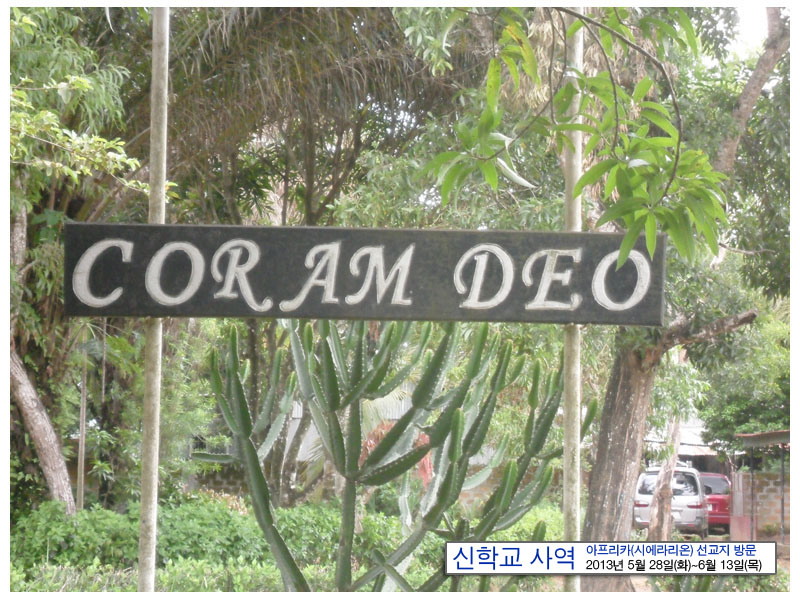 CORAM DEO
신학교 사역
아프리카(시에라리온) 선교지 방문
2013년 5월 28일(화)~6월 13일(목)